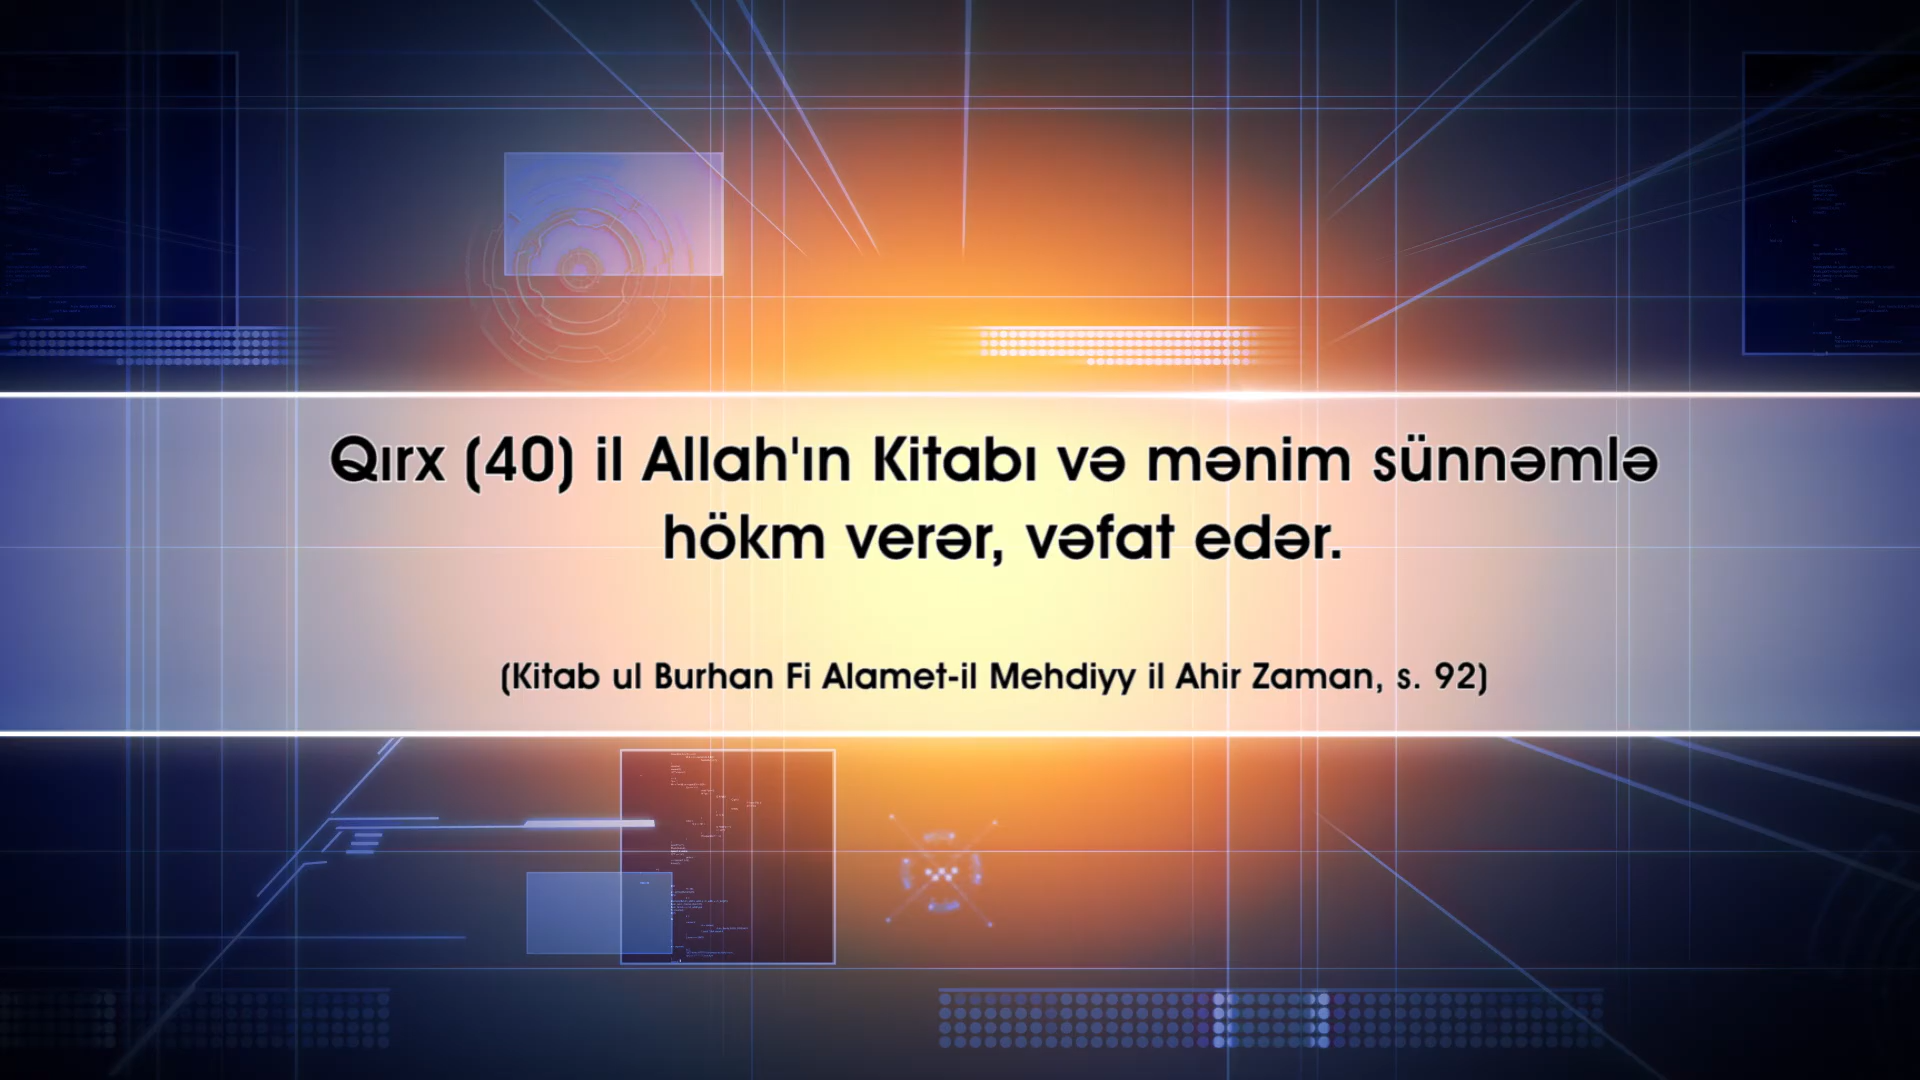 Qırx (40) il Allah'ın Kitabı və mənim sünnəmlə
hökm verər, vəfat edər.
(Kitab ul Burhan Fi Alamet-il Mehdiyy il Ahir Zaman, s. 92)